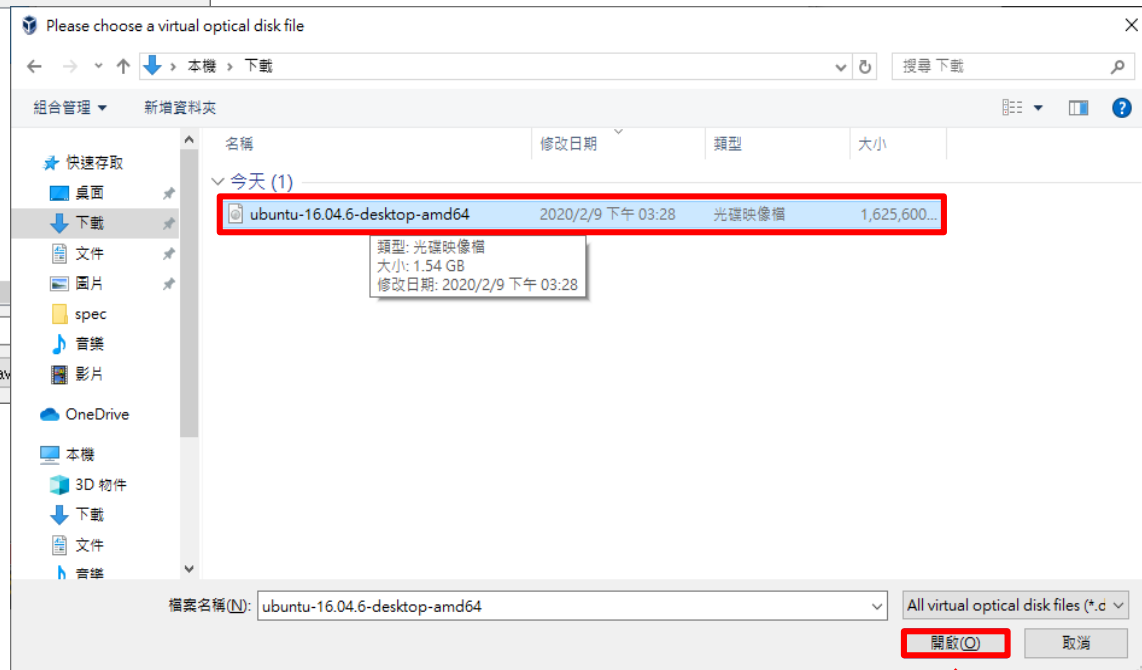 Please choose a virtual optical disk file
本機 › 下載
搜尋 下載
組合管理
新增資料夾
名稱 修改日期 類型 大小
快速存取
桌面
下載
文件
圖片
spec
音樂
影片
OneDrive
本機
3D 物件
下載
文件
音樂
今天 (1)
ubuntu-16.04.6-desktop-amd64 2020/2/9 下午 03:28 光碟映像檔 1,625,600...
類型: 光碟映像檔
大小: 1.54 GB
修改日期: 2020/2/9 下午 03:28
檔案名稱(N): ubuntu-16.04.6-desktop-amd64
All virtual optical disk files (*.d
開啟(O) 取消